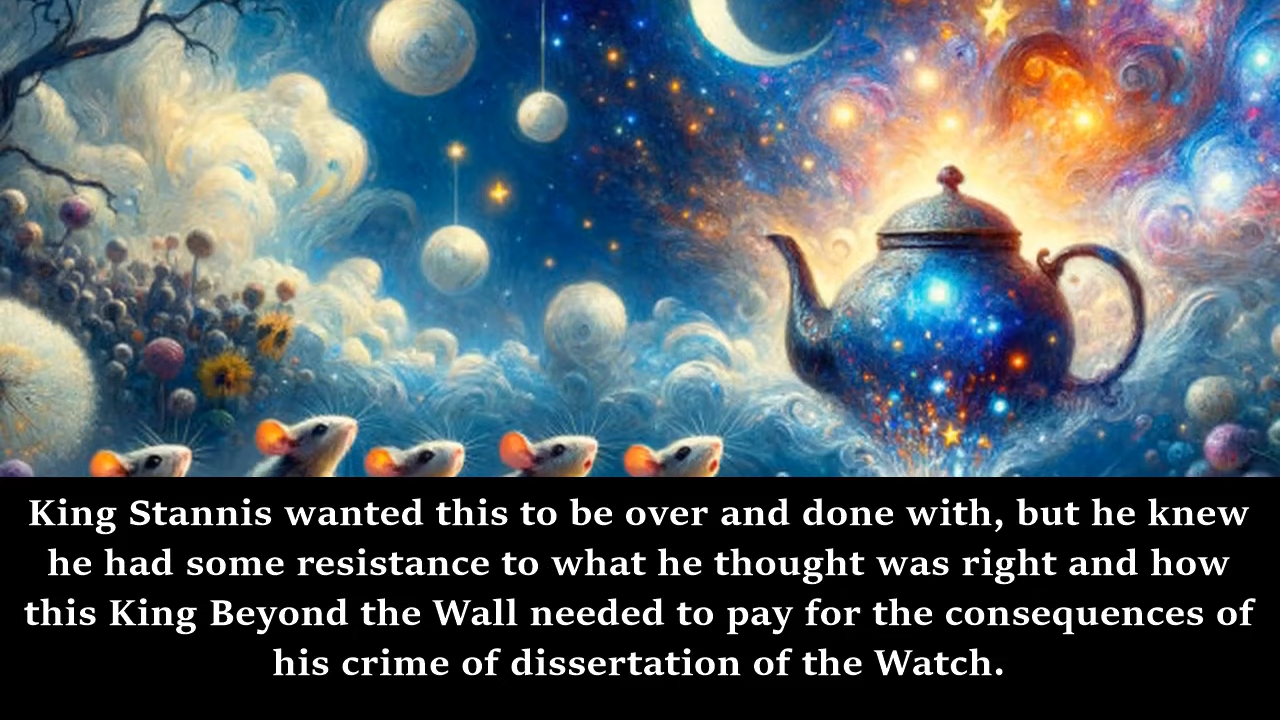 King Stannis wanted this to be over and done with, but he knew
he had some resistance to what he thought was right and how
this King Beyond the Wall needed to pay for the consequences of
his crime of dissertation of the Watch.